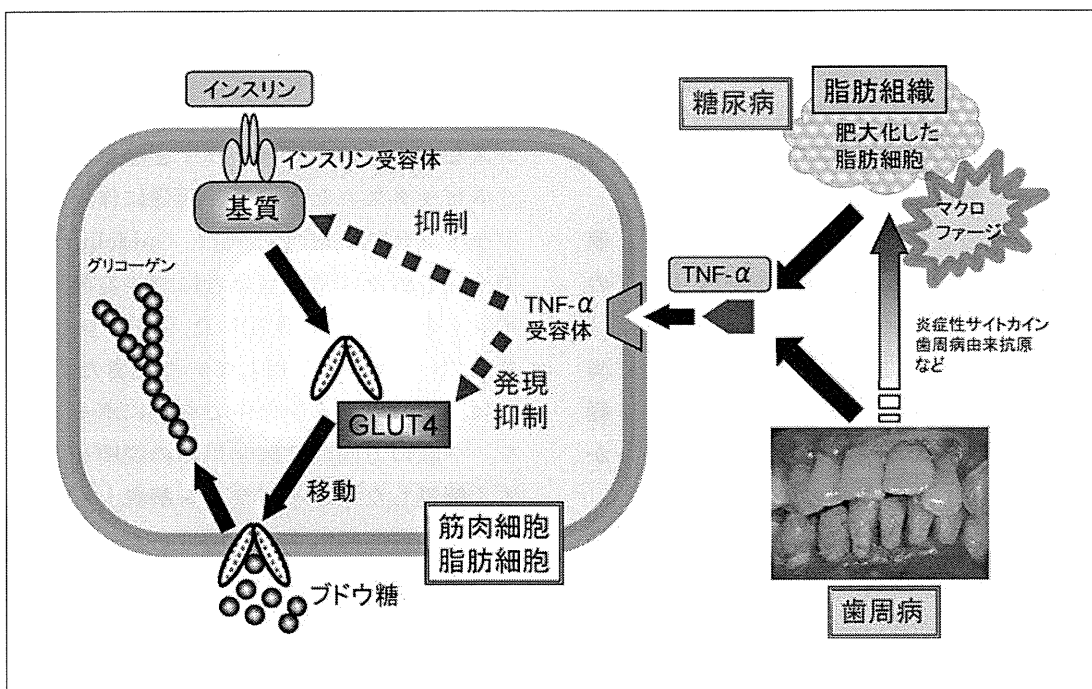 インスリン
インスリン受容体
基質
抑制
グリコーゲン
TNF-α
受容体
発現
抑制
GLUT4
移動
筋肉細胞
脂肪細胞
ブドウ糖
糖尿病
脂肪組織
肥大化した
脂肪細胞
マクロ
ファージ
TNF-α
炎症性サイトカイン
歯周病由来抗原
など
歯周病